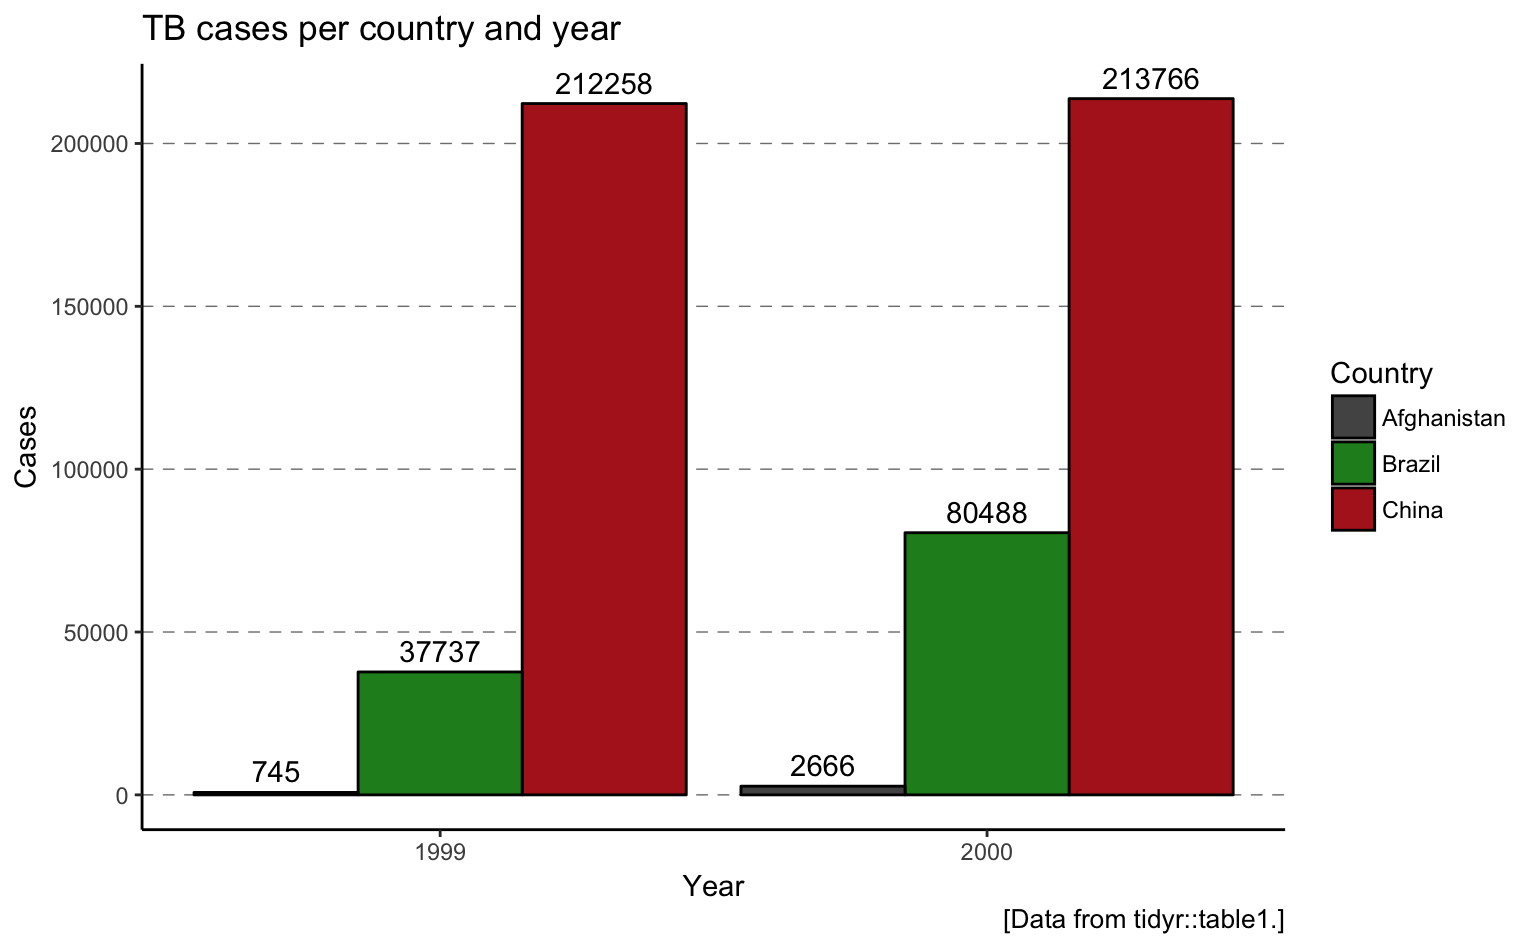 TB cases per country and year
212258
213766
200000
150000
Country
Afghanistan
Cases
100000
Brazil
80488
China
50000
37737
745
2666
0
1999
2000
Year
[Data from tidyr::table1.]